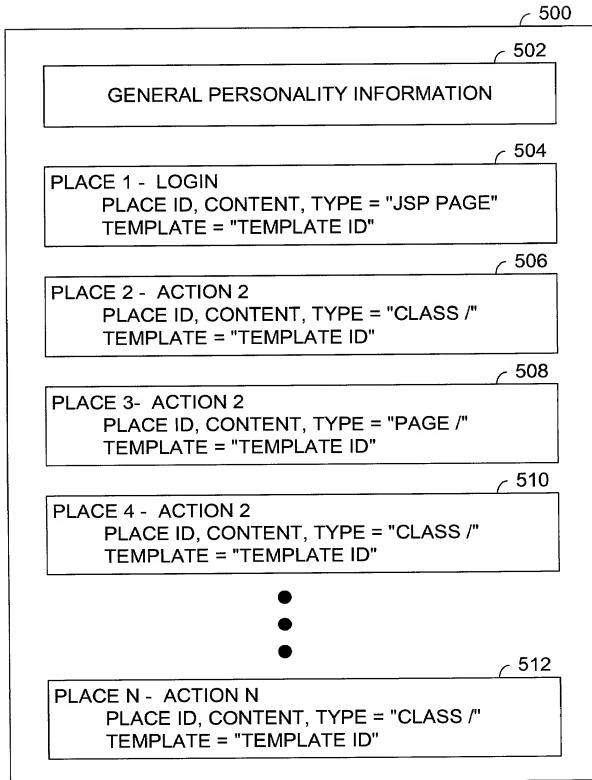 500
502
GENERAL PERSONALITY INFORMATION
504
PLACE 1 - LOGIN
PLACE ID, CONTENT, TYPE = "JSP PAGE"
TEMPLATE = "TEMPLATE ID"
506
PLACE 2 - ACTION 2
PLACE ID, CONTENT, TYPE = "CLASS /"
TEMPLATE = "TEMPLATE ID"
508
PLACE 3- ACTION 2
PLACE ID, CONTENT, TYPE = "PAGE /"
TEMPLATE = "TEMPLATE ID"
510
PLACE 4 - ACTION 2
PLACE ID, CONTENT, TYPE = "CLASS /"
TEMPLATE = "TEMPLATE ID"
512
PLACE N - ACTION N
PLACE ID, CONTENT, TYPE = "CLASS /"
TEMPLATE = "TEMPLATE ID"